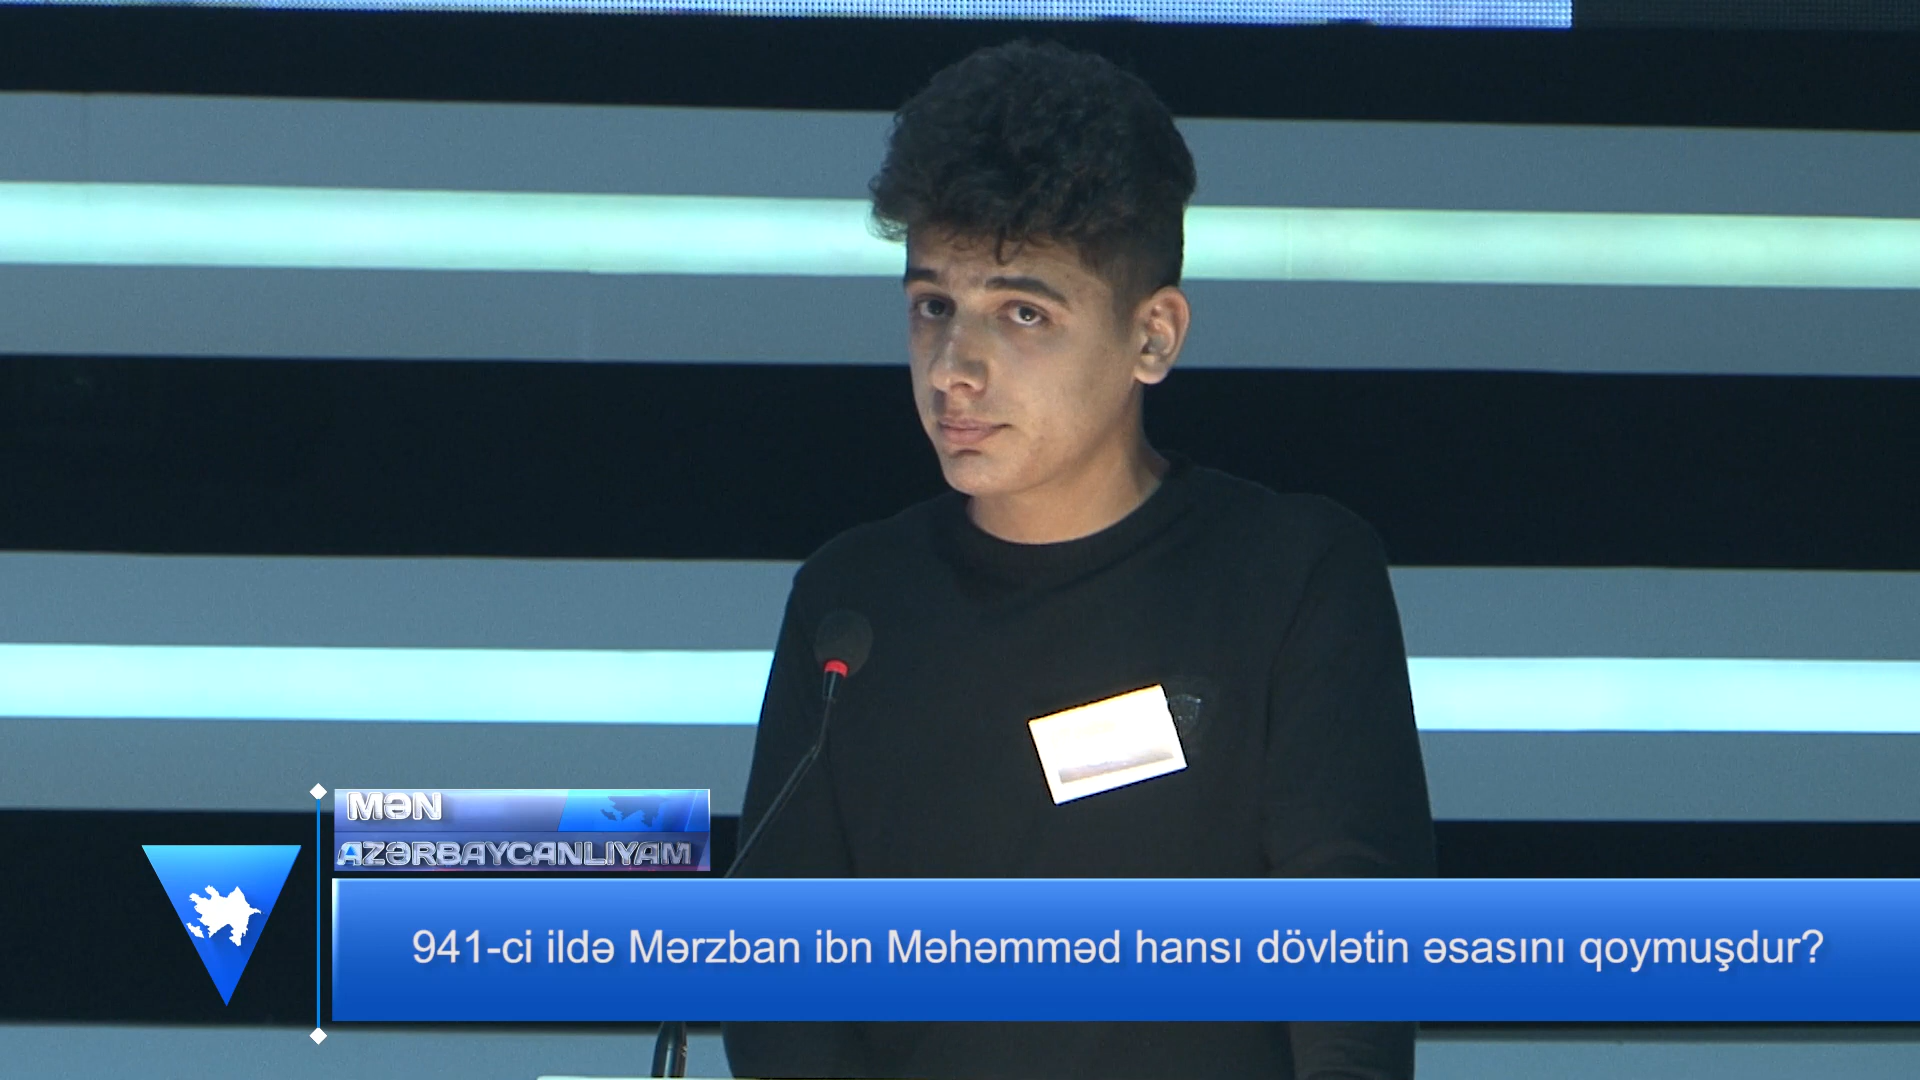 MƏN
AZƏRBAYCANLIYAM
941-ci ildə Mərzban ibn Məhəmməd hansı dövlətin əsasını qoymuşdur?